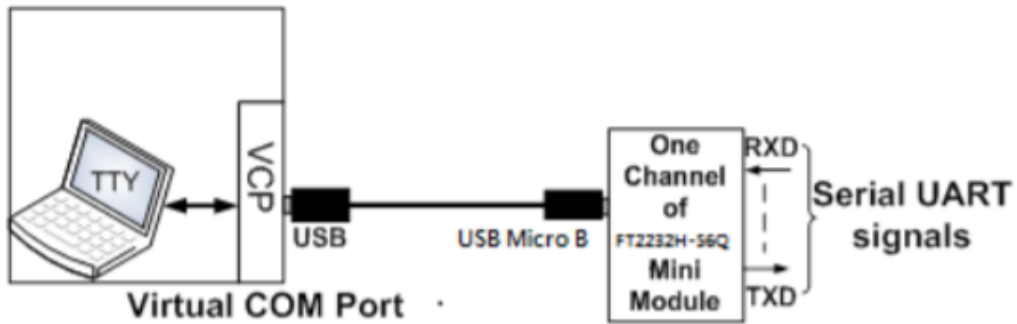 TTY
VCP
USB
USB Micro B
Virtual COM Port
One
Channel
of
FT2232H-56Q
Mini
Module
RXD
TXD
Serial UART
signals